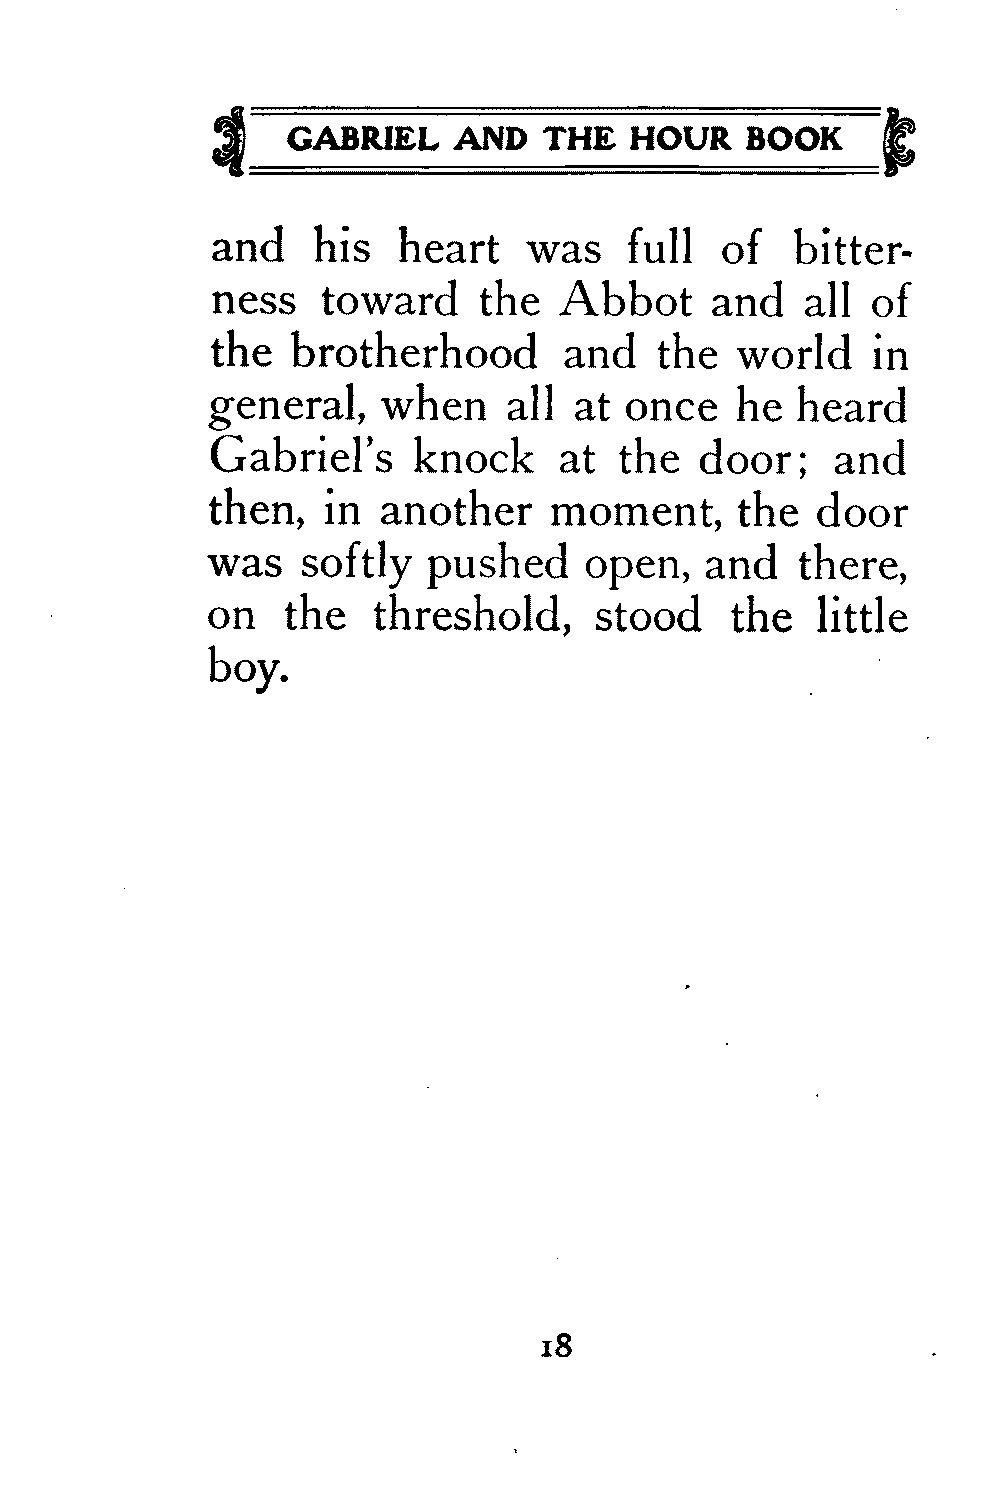 GABRIEL AND THE HOUR BOOK
and his heart was full of bitter-
ness toward the Abbot and all of
the brotherhood and the world in
general, when all at once he heard
Gabriel's knock at the door; and
then, in another moment, the door
was softly pushed open, and there,
on the threshold, stood the little
boy.
18